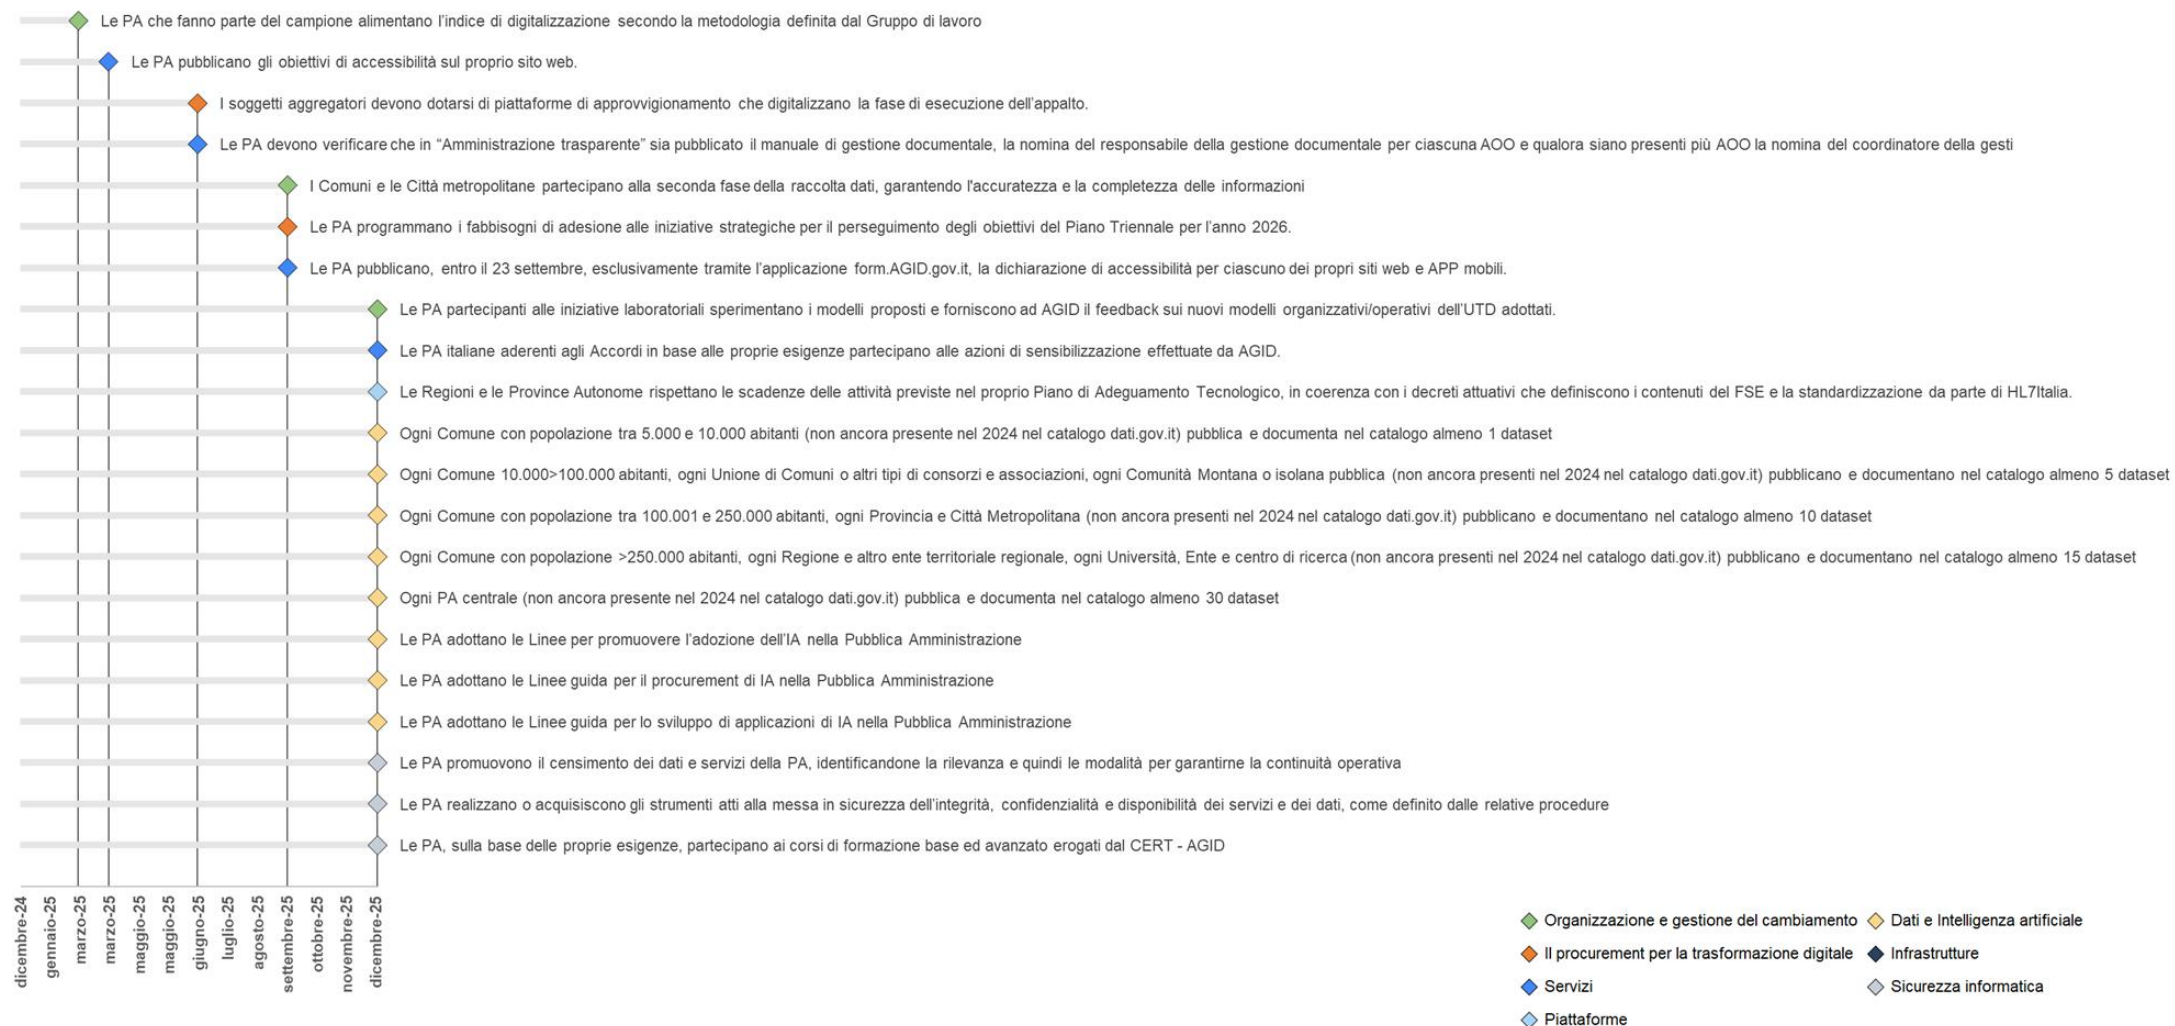 Le PA che fanno parte del campione alimentano l'indice di digitalizzazione secondo la metodologia definita dal Gruppo di lavoro
Le PA pubblicano gli obiettivi di accessibilità sul proprio sito web.
I soggetti aggregatori devono dotarsi di piattaforme di approvvigionamento che digitalizzano la fase di esecuzione dell'appalto.
Le PA devono verificare che in “Amministrazione trasparente” sia pubblicato il manuale di gestione documentale, la nomina del responsabile della gestione documentale per ciascuna AOO e qualora siano presenti più AOO la nomina del coordinatore della gesti
I Comuni e le Città metropolitane partecipano alla seconda fase della raccolta dati, garantendo l'accuratezza e la completezza delle informazioni
Le PA programmano i fabbisogni di adesione alle iniziative strategiche per il perseguimento degli obiettivi del Piano Triennale per l'anno 2026.
Le PA pubblicano, entro il 23 settembre, esclusivamente tramite l'applicazione form.AGID.gov.it, la dichiarazione di accessibilità per ciascuno dei propri siti web e APP mobili.
Le PA partecipanti alle iniziative laboratoriali sperimentano i modelli proposti e forniscono ad AGID il feedback sui nuovi modelli organizzativi/operativi dell'UTD adottati.
Le PA italiane aderenti agli Accordi in base alle proprie esigenze partecipano alle azioni di sensibilizzazione effettuate da AGID.
Le Regioni e le Province Autonome rispettano le scadenze delle attività previste nel proprio Piano di Adeguamento Tecnologico, in coerenza con i decreti attuativi che definiscono i contenuti del FSE e la standardizzazione da parte di HL7Italia.
Ogni Comune con popolazione tra 5.000 e 10.000 abitanti (non ancora presente nel 2024 nel catalogo dati.gov.it) pubblica e documenta nel catalogo almeno 1 dataset
Ogni Comune 10.000>100.000 abitanti, ogni Unione di Comuni o altri tipi di consorzi e associazioni, ogni Comunità Montana o isolana pubblica (non ancora presenti nel 2024 nel catalogo dati.gov.it) pubblicano e documentano nel catalogo almeno 5 dataset
Ogni Comune con popolazione tra 100.001 e 250.000 abitanti, ogni Provincia e Città Metropolitana (non ancora presenti nel 2024 nel catalogo dati.gov.it) pubblicano e documentano nel catalogo almeno 10 dataset
Ogni Comune con popolazione >250.000 abitanti, ogni Regione e altro ente territoriale regionale, ogni Università, Ente e centro di ricerca (non ancora presenti nel 2024 nel catalogo dati.gov.it) pubblicano e documentano nel catalogo almeno 15 dataset
Ogni PA centrale (non ancora presente nel 2024 nel catalogo dati.gov.it) pubblica e documenta nel catalogo almeno 30 dataset
Le PA adottano le Linee per promuovere l'adozione dell'IA nella Pubblica Amministrazione
Le PA adottano le Linee guida per il procurement di IA nella Pubblica Amministrazione
Le PA adottano le Linee guida per lo sviluppo di applicazioni di IA nella Pubblica Amministrazione
Le PA promuovono il censimento dei dati e servizi della PA, identificandone la rilevanza e quindi le modalità per garantirne la continuità operativa
Le PA realizzano o acquisiscono gli strumenti atti alla messa in sicurezza dell'integrità, confidenzialità e disponibilità dei servizi e dei dati, come definito dalle relative procedure
Le PA, sulla base delle proprie esigenze, partecipano ai corsi di formazione base ed avanzato erogati dal CERT - AGID
dicembre-24
gennaio-25
marzo-25
marzo-25
maggio-25
maggio-25
giugno-25
luglio-25
agosto-25
settembre-25
ottobre-25
novembre-25
dicembre-25
Organizzazione e gestione del cambiamento
Il procurement per la trasformazione digitale
Servizi
Piattaforme
Dati e Intelligenza artificiale
Infrastrutture
Sicurezza informatica